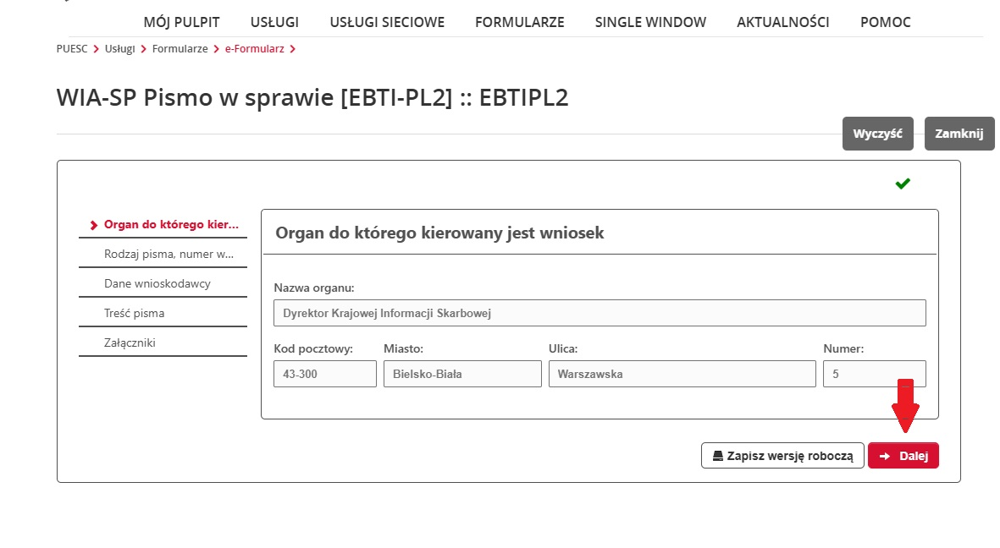 MÓJ PULPIT USŁUGI USŁUGI SIECIOWE FORMULARZE SINGLE WINDOW AKTUALNOŚCI POMOC
PUESC > Usługi > Formularze > e-Formularz >
WIA-SP Pismo w sprawie [EBTI-PL2] :: EBTIPL2
Wyczyść Zamknij
Organ do którego kier...
Rodzaj pisma, numer w...
Dane wnioskodawcy
Treść pisma
Załączniki
Organ do którego kierowany jest wniosek
Nazwa organu:
Dyrektor Krajowej Informacji Skarbowej
Kod pocztowy: Miasto: Ulica: Numer:
43-300 Bielsko-Biała Warszawska 5
Zapisz wersję roboczą Dalej